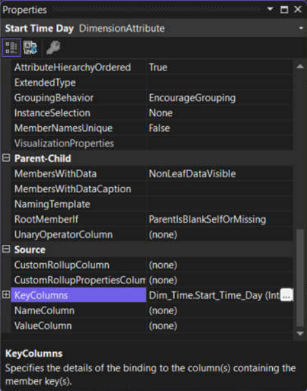 Properties
Start Time Day DimensionAttribute
AttributeHierarchyOrdered True
ExtendedType
GroupingBehavior EncourageGrouping
InstanceSelection None
MemberNamesUnique False
VisualizationProperties
Parent-Child
MembersWithData NonLeafDataVisible
MembersWithDataCaption
NamingTemplate
RootMemberIf ParentIsBlankSelfOrMissing
UnaryOperatorColumn (none)
Source
CustomRollupColumn (none)
CustomRollupPropertiesColum (none)
KeyColumns Dim_Time.Start_Time_Day (Int ...
NameColumn (none)
ValueColumn (none)
KeyColumns
Specifies the details of the binding to the column(s) containing the
member key(s).